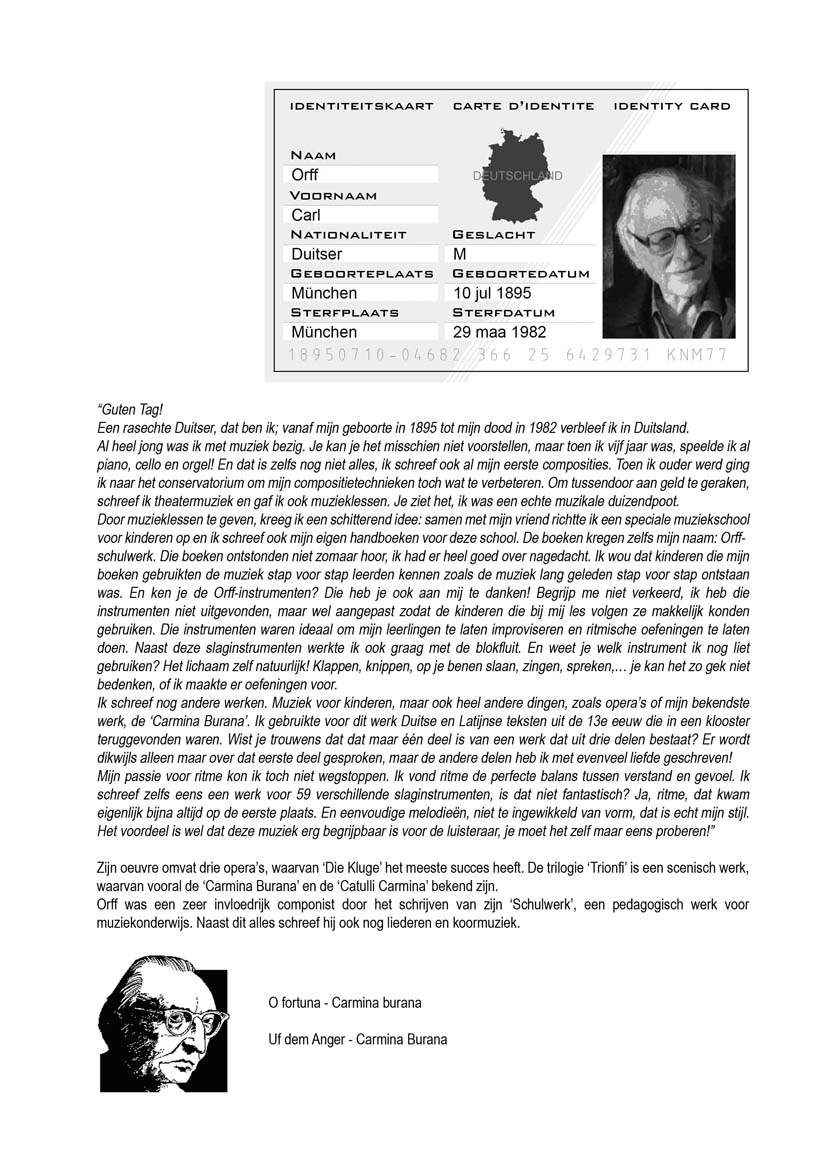 IDENTITEITSKAART CARTE D'IDENTITE IDENTITY CARD
NAAM
Orff
DEUTSCHLAND
VOORNAAM
Carl
NATIONALITEIT GESLACHT
Duitser M
GEBOORTEPLAATS GEBOORTEDATUM
München 10 jul 1895
STERFPLAATS STERFDATUM
München 29 maa 1982
18950710-04682 366 25 6429731 KNM77
“Guten Tag!
Een rasechte Duitser, dat ben ik; vanaf mijn geboorte in 1895 tot mijn dood in 1982 verbleef ik in Duitsland.
Al heel jong was ik met muziek bezig. Je kan je het misschien niet voorstellen, maar toen ik vijf jaar was, speelde ik al
piano, cello en orgel! En dat is zelfs nog niet alles, ik schreef ook al mijn eerste composities. Toen ik ouder werd ging
ik naar het conservatorium om mijn compositietechnieken toch wat te verbeteren. Om tussendoor aan geld te geraken,
schreef ik theatermuziek en gaf ik ook muzieklessen. Je ziet het, ik was een echte muzikale duizendpoot.
Door muzieklessen te geven, kreeg ik een schitterend idee: samen met mijn vriend richtte ik een speciale muziekschool
voor kinderen op en ik schreef ook mijn eigen handboeken voor deze school. De boeken kregen zelfs mijn naam: Orff-
schulwerk. Die boeken ontstonden niet zomaar hoor, ik had er heel goed over nagedacht. Ik wou dat kinderen die mijn
boeken gebruikten de muziek stap voor stap leerden kennen zoals de muziek lang geleden stap voor stap ontstaan
was. En ken je de Orff-instrumenten? Die heb je ook aan mij te danken! Begrijp me niet verkeerd, ik heb die
instrumenten niet uitgevonden, maar wel aangepast zodat de kinderen die bij mij les volgen ze makkelijk konden
gebruiken. Die instrumenten waren ideaal om mijn leerlingen te laten improviseren en ritmische oefeningen te laten
doen. Naast deze slaginstrumenten werkte ik ook graag met de blokfluit. En weet je welk instrument ik nog liet
gebruiken? Het lichaam zelf natuurlijk! Klappen, knippen, op je benen slaan, zingen, spreken,… je kan het zo gek niet
bedenken, of ik maakte er oefeningen voor.
Ik schreef nog andere werken. Muziek voor kinderen, maar ook heel andere dingen, zoals opera’s of mijn bekendste
werk, de ‘Carmina Burana’. Ik gebruikte voor dit werk Duitse en Latijnse teksten uit de 13e eeuw die in een klooster
teruggevonden waren. Wist je trouwens dat dat maar één deel is van een werk dat uit drie delen bestaat? Er wordt
dikwijls alleen maar over dat eerste deel gesproken, maar de andere delen heb ik met evenveel liefde geschreven!
Mijn passie voor ritme kon ik toch niet wegstoppen. Ik vond ritme de perfecte balans tussen verstand en gevoel. Ik
schreef zelfs eens een werk voor 59 verschillende slaginstrumenten, is dat niet fantastisch? Ja, ritme, dat kwam
eigenlijk bijna altijd op de eerste plaats. En eenvoudige melodieën, niet te ingewikkeld van vorm, dat is echt mijn stijl.
Het voordeel is wel dat deze muziek erg begrijpbaar is voor de luisteraar, je moet het zelf maar eens proberen!”
Zijn oeuvre omvat drie opera’s, waarvan ‘Die Kluge’ het meeste succes heeft. De trilogie ‘Trionfi’ is een scenisch werk,
waarvan vooral de ‘Carmina Burana’ en de ‘Catulli Carmina’ bekend zijn.
Orff was een zeer invloedrijk componist door het schrijven van zijn ‘Schulwerk’, een pedagogisch werk voor
muziekonderwijs. Naast dit alles schreef hij ook nog liederen en koormuziek.
O fortuna - Carmina burana
Uf dem Anger - Carmina Burana